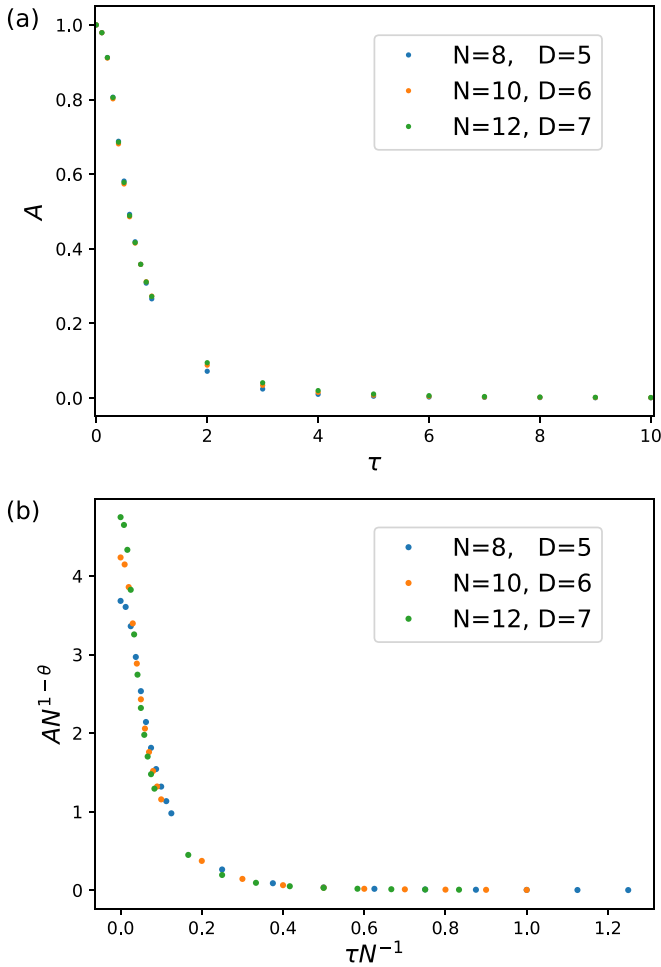 (a)
1.0
0.8
0.6
0.4
0.2
0.0
A
N=8, D=5
N=10, D=6
N=12, D=7
0 2 4 6 8 10
τ
(b)
4
3
2
1
0
AN^{1−θ}
N=8, D=5
N=10, D=6
N=12, D=7
0.0 0.2 0.4 0.6 0.8 1.0 1.2
τN^{−1}